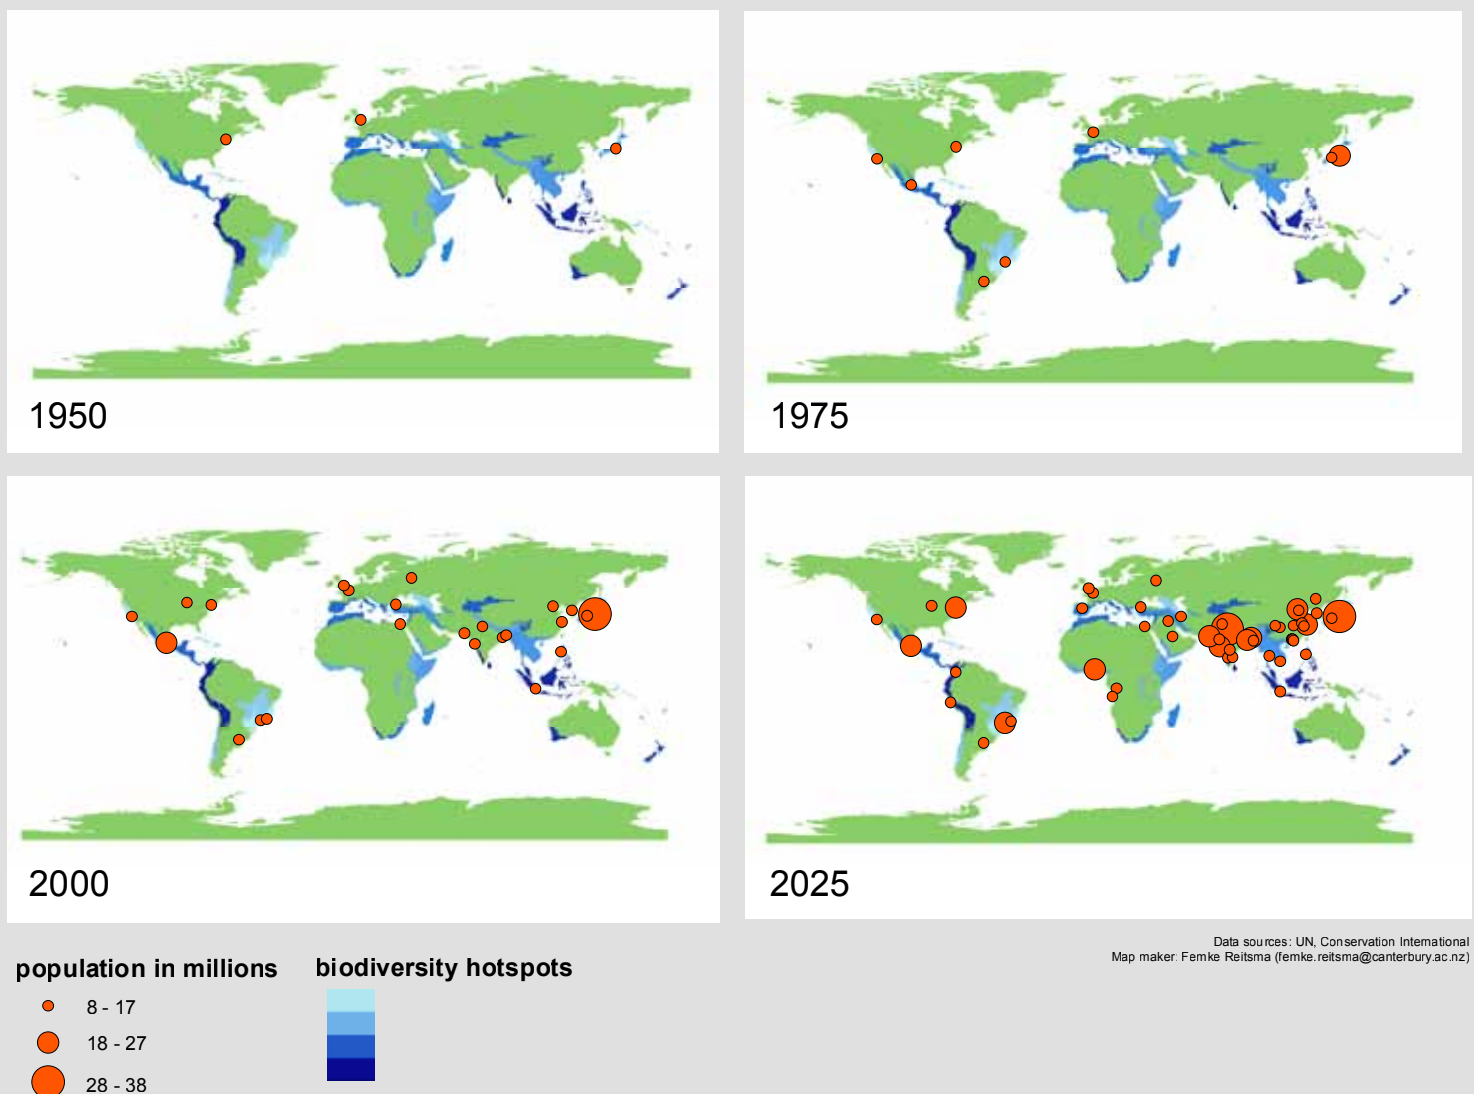 1950
1975
2000
2025
Data sources: UN, Conservation International
Map maker: Femke Reitsma (femke.reitsma@canterbury.ac.nz)
population in millions
8 - 17
18 - 27
28 - 38
biodiversity hotspots